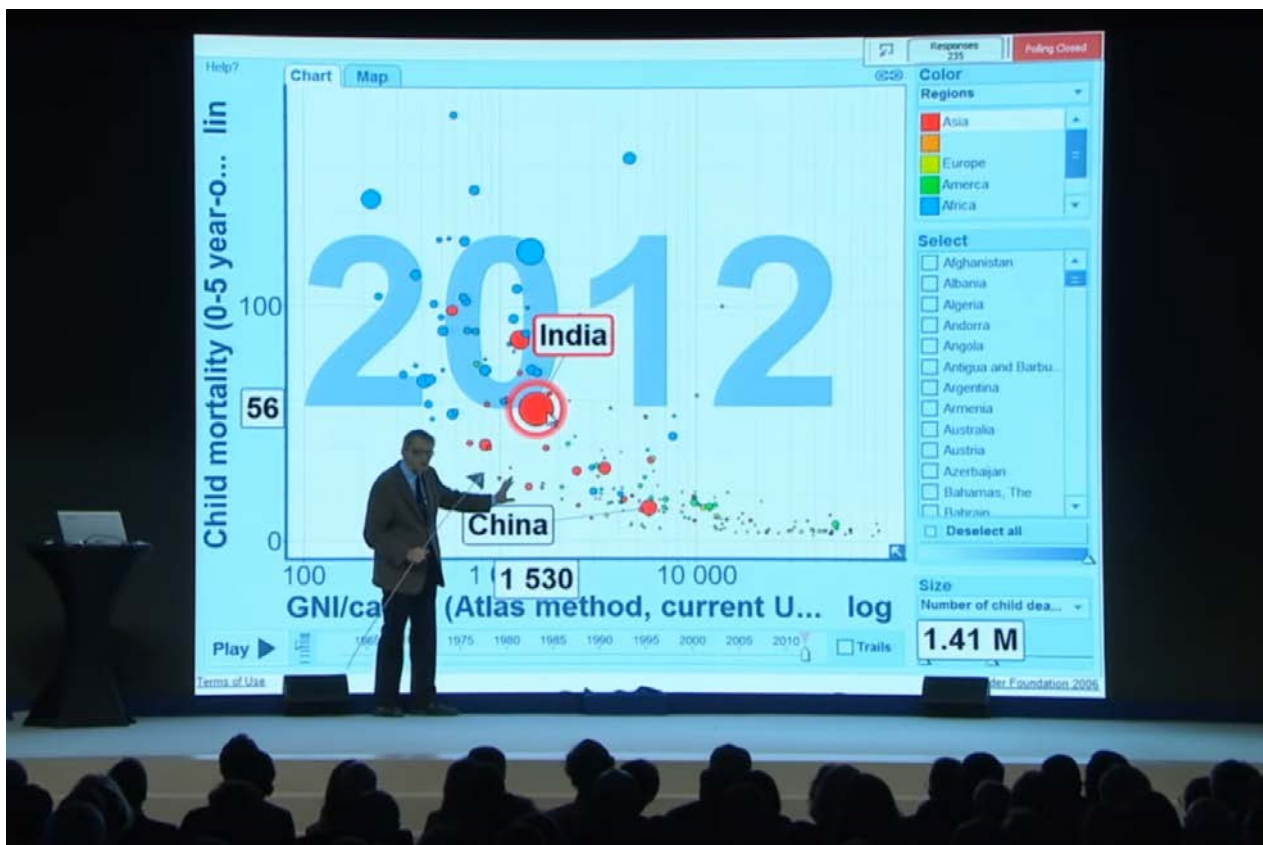 Responses
235
Polling Closed
Help?
Chart
Map
Color
Regions
Asia
Europe
Amerca
Africa
Select
Afghanistan
Albania
Algeria
Andorra
Angola
Antigua and Barbu...
Argentina
Armenia
Australia
Austria
Azerbaijan
Bahamas, The
Bahrain
Deselect all
Size
Number of child dea...
1.41 M
Child mortality (0-5 year-o... lin
100
56
0
2012
India
China
100
1 530
10 000
GNI/ca (Atlas method, current U... log
Play
1975 1980 1985 1990 1995 2000 2005 2010
Trails
Terms of Use
der Foundation 2006